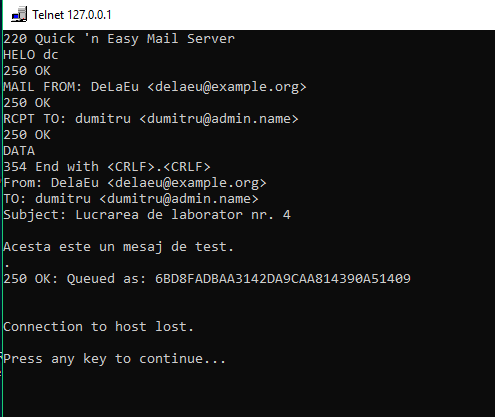 Telnet 127.0.0.1
220 Quick 'n Easy Mail Server
HELO dc
250 OK
MAIL FROM: DeLaEu <delaeu@example.org>
250 OK
RCPT TO: dumitru <dumitru@admin.name>
250 OK
DATA
354 End with <CRLF>.<CRLF>
From: DelaEu <delaeu@example.org>
TO: dumitru <dumitru@admin.name>
Subject: Lucrarea de laborator nr. 4
Acesta este un mesaj de test.
.
250 OK: Queued as: 6BD8FADBAA3142DA9CAA814390A51409
Connection to host lost.
Press any key to continue...